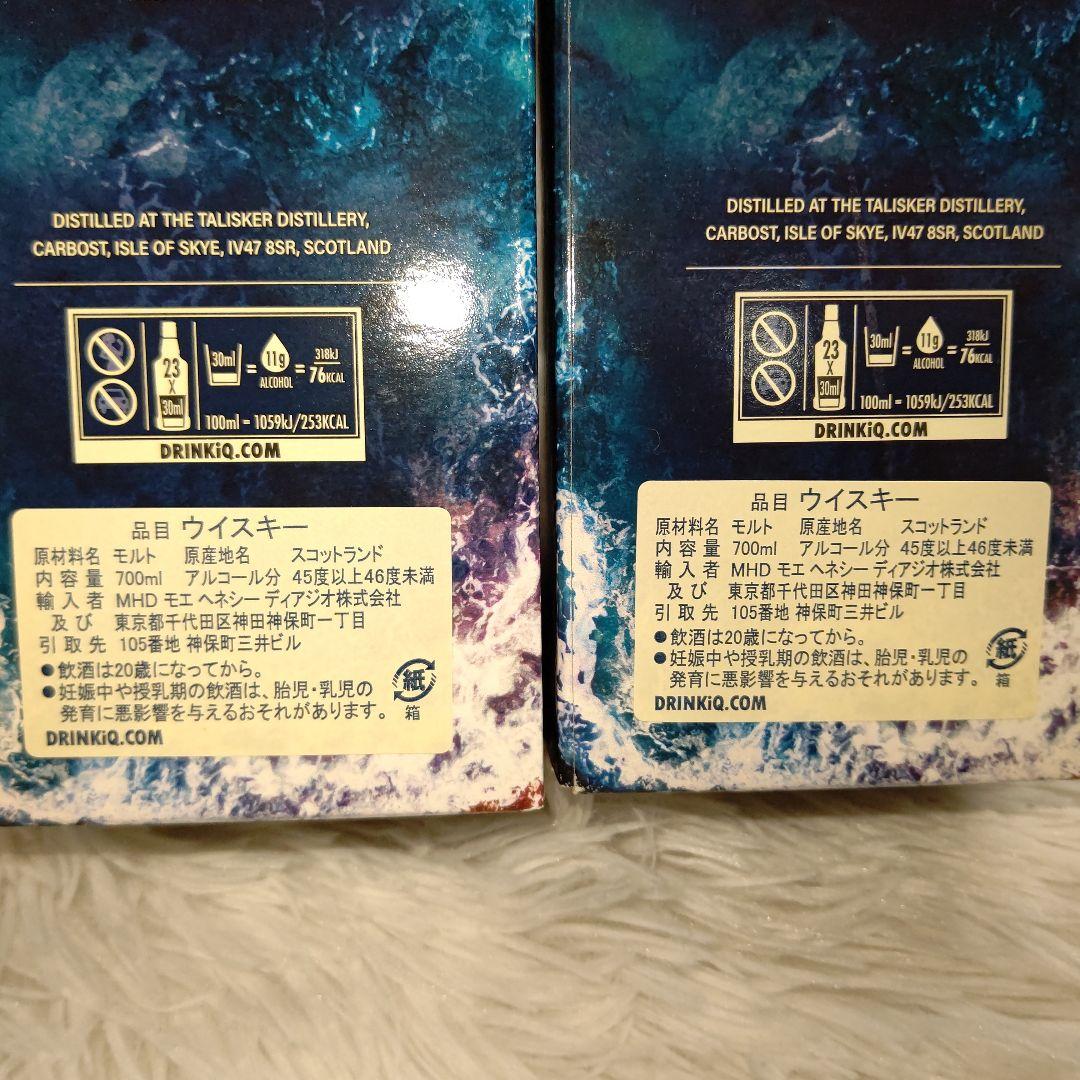 DISTILLED AT THE TALISKER DISTILLERY,
CARBOST, ISLE OF SKYE, IV47 8SR, SCOTLAND
23
X
30ml
30ml = 11g ALCOHOL = 318kJ/76KCAL
100ml = 1059kJ/253KCAL
DRINKiQ.COM
品目 ウイスキー
原材料名 モルト 原産地名 スコットランド
内容量 700ml アルコール分 45度以上46度未満
輸入者 MHD モエ ヘネシー ディアジオ株式会社
及び 東京都千代田区神田神保町一丁目
引取先 105番地 神保町三井ビル
●飲酒は20歳になってから。
●妊娠中や授乳期の飲酒は、胎児・乳児の
発育に悪影響を与えるおそれがあります。
紙
箱
DRINKiQ.COM
DISTILLED AT THE TALISKER DISTILLERY,
CARBOST, ISLE OF SKYE, IV47 8SR, SCOTLAND
23
X
30ml
30ml = 11g ALCOHOL = 318kJ/76KCAL
100ml = 1059kJ/253KCAL
DRINKiQ.COM
品目 ウイスキー
原材料名 モルト 原産地名 スコットランド
内容量 700ml アルコール分 45度以上46度未満
輸入者 MHD モエ ヘネシー ディアジオ株式会社
及び 東京都千代田区神田神保町一丁目
引取先 105番地 神保町三井ビル
●飲酒は20歳になってから。
●妊娠中や授乳期の飲酒は、胎児・乳児の
発育に悪影響を与えるおそれがあります。
紙
箱
DRINKiQ.COM